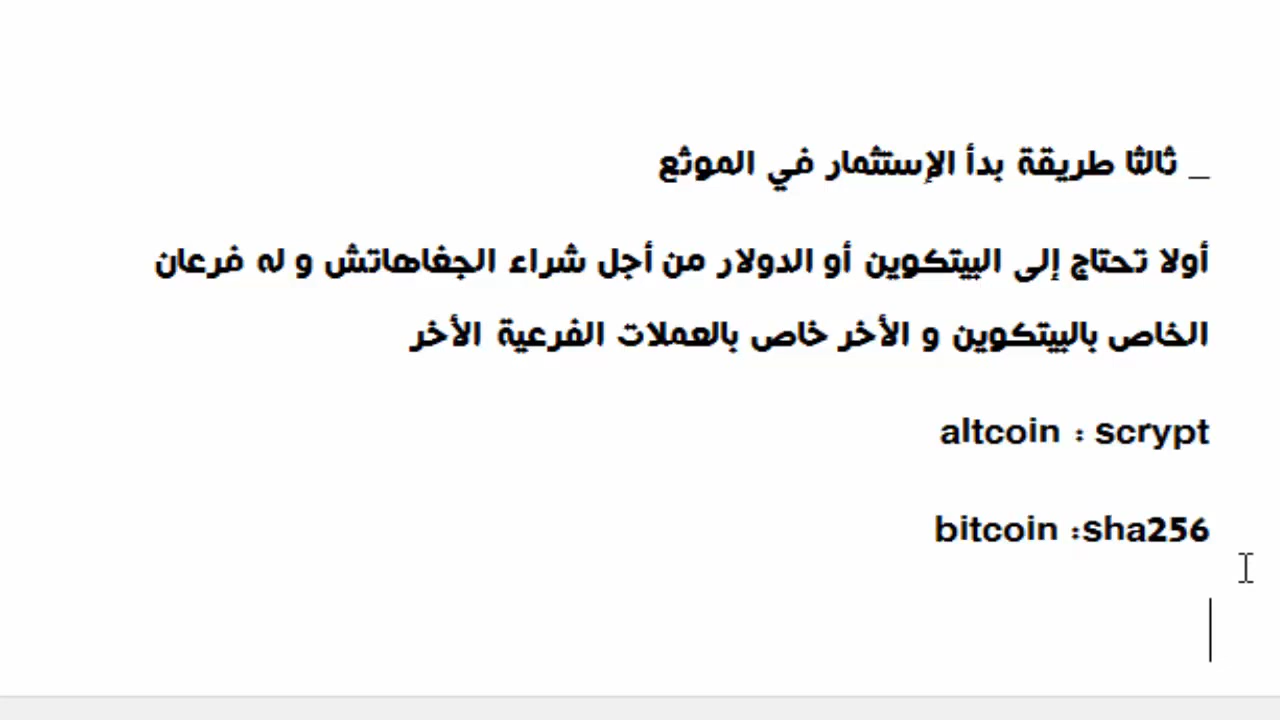 _ ثالثا طريقة بدأ الإستثمار في الموثع
أولا تحتاج إلى البيتكوين أو الدولار من أجل شراء الجغاهاتش و له فرعان
الخاص بالبيتكوين و الأخر خاص بالعملات الفرعية الأخر
altcoin : scrypt
bitcoin :sha256